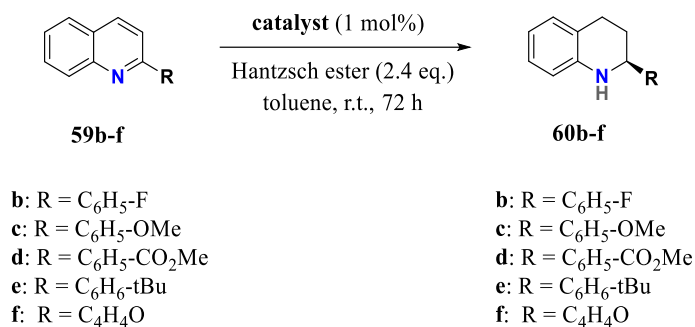 catalyst (1 mol%)
Hantzsch ester (2.4 eq.)
toluene, r.t., 72 h
N
R
N
H
R
59b-f
60b-f
b: R = C₆H₅-F
c: R = C₆H₅-OMe
d: R = C₆H₅-CO₂Me
e: R = C₆H₆-tBu
f: R = C₄H₄O
b: R = C₆H₅-F
c: R = C₆H₅-OMe
d: R = C₆H₅-CO₂Me
e: R = C₆H₆-tBu
f: R = C₄H₄O